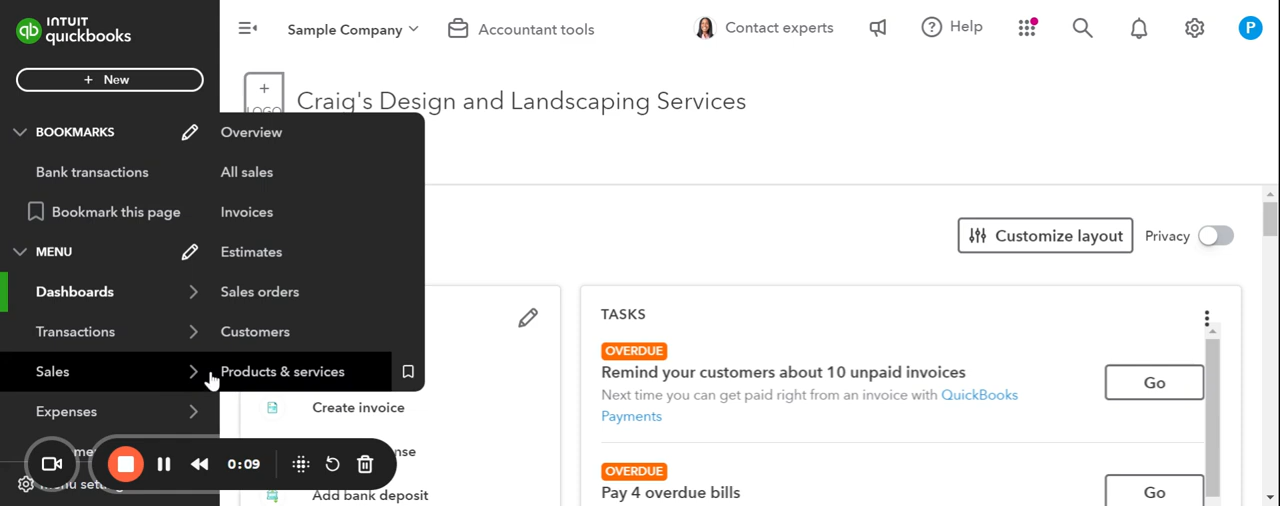 INTUIT
quickbooks
Sample Company
Accountant tools
Contact experts
Help
P
+ New
+
LOGO
Craig's Design and Landscaping Services
BOOKMARKS
Bank transactions
Bookmark this page
MENU
Dashboards
Transactions
Sales
Expenses
Overview
All sales
Invoices
Estimates
Sales orders
Customers
Products & services
Customize layout
Privacy
TASKS
OVERDUE
Remind your customers about 10 unpaid invoices
Next time you can get paid right from an invoice with QuickBooks
Payments
Go
OVERDUE
Pay 4 overdue bills
Go
Create invoice
Add bank deposit
0:09